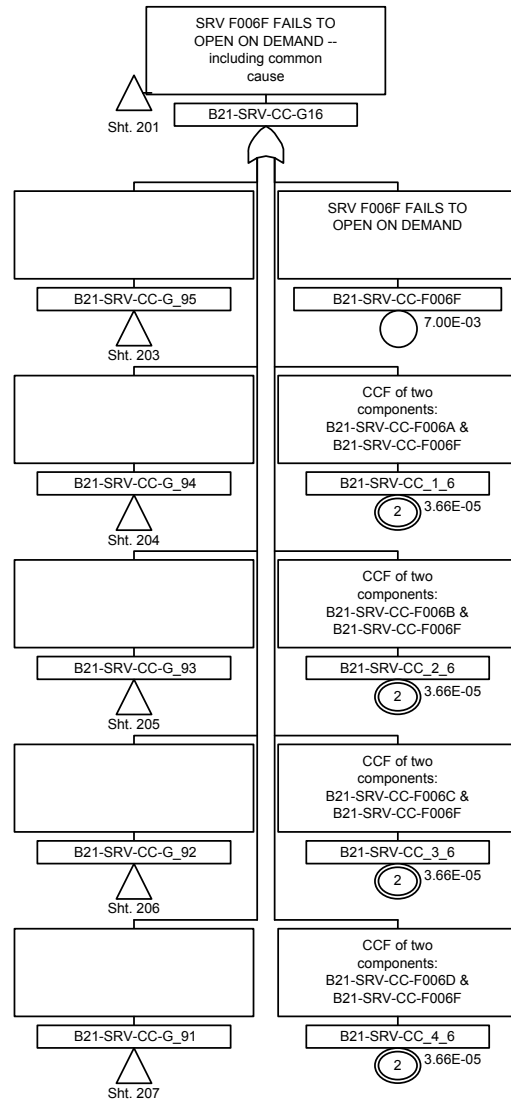 SRV F006F FAILS TO
OPEN ON DEMAND --
including common
cause
Sht. 201
B21-SRV-CC-G16
SRV F006F FAILS TO
OPEN ON DEMAND
B21-SRV-CC-G_95
B21-SRV-CC-F006F
7.00E-03
Sht. 203
CCF of two
components:
B21-SRV-CC-F006A &
B21-SRV-CC-F006F
B21-SRV-CC-G_94
B21-SRV-CC_1_6
2
3.66E-05
Sht. 204
CCF of two
components:
B21-SRV-CC-F006B &
B21-SRV-CC-F006F
B21-SRV-CC-G_93
B21-SRV-CC_2_6
2
3.66E-05
Sht. 205
CCF of two
components:
B21-SRV-CC-F006C &
B21-SRV-CC-F006F
B21-SRV-CC-G_92
B21-SRV-CC_3_6
2
3.66E-05
Sht. 206
CCF of two
components:
B21-SRV-CC-F006D &
B21-SRV-CC-F006F
B21-SRV-CC-G_91
B21-SRV-CC_4_6
2
3.66E-05
Sht. 207